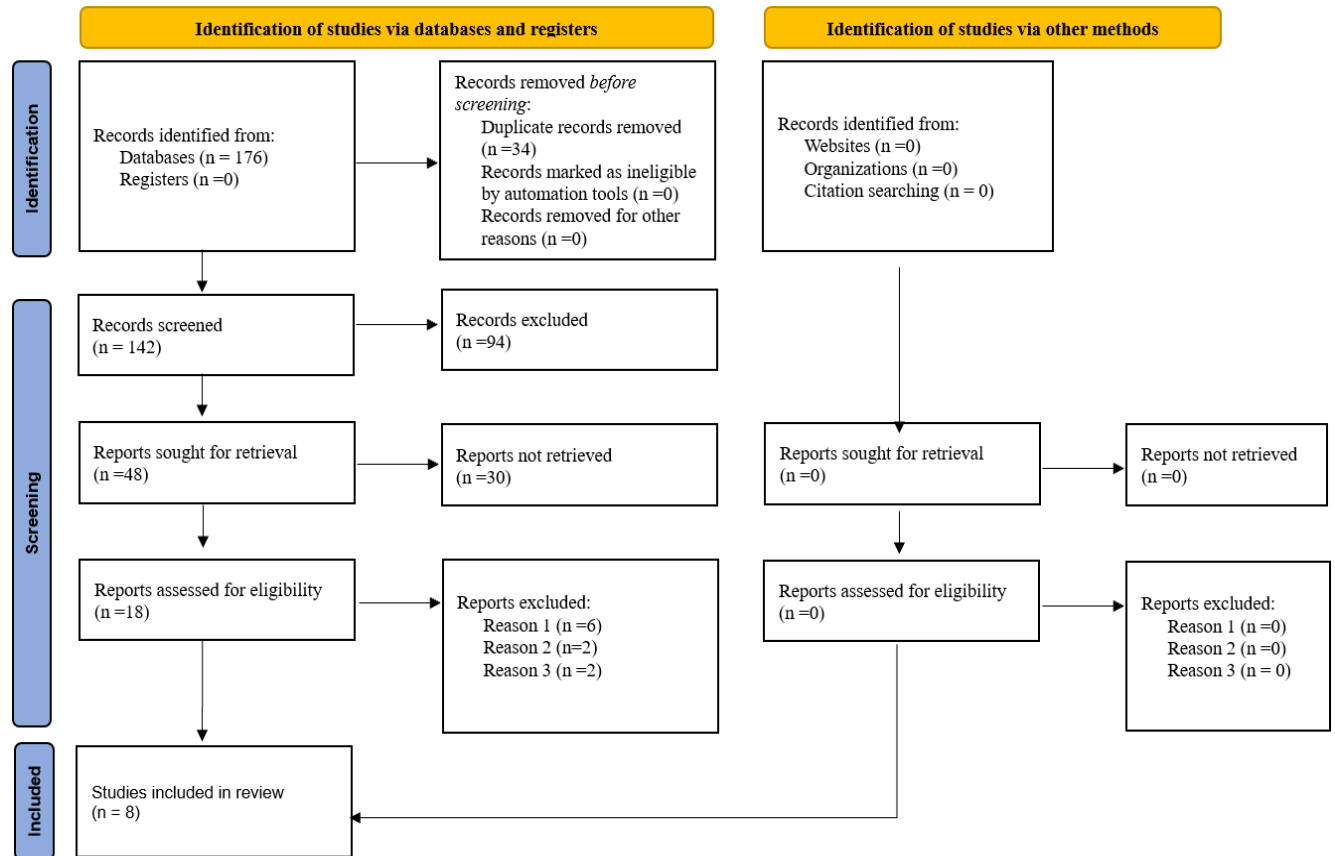 Identification of studies via databases and registers
Identification of studies via other methods
Identification
Records identified from:
Databases (n = 176)
Registers (n =0)
Records removed before
screening:
Duplicate records removed
(n =34)
Records marked as ineligible
by automation tools (n =0)
Records removed for other
reasons (n =0)
Records identified from:
Websites (n =0)
Organizations (n =0)
Citation searching (n = 0)
Screening
Records screened
(n = 142)
Records excluded
(n =94)
Reports sought for retrieval
(n =48)
Reports not retrieved
(n =30)
Reports sought for retrieval
(n =0)
Reports not retrieved
(n =0)
Reports assessed for eligibility
(n =18)
Reports excluded:
Reason 1 (n =6)
Reason 2 (n=2)
Reason 3 (n =2)
Reports assessed for eligibility
(n =0)
Reports excluded:
Reason 1 (n =0)
Reason 2 (n =0)
Reason 3 (n = 0)
Included
Studies included in review
(n = 8)